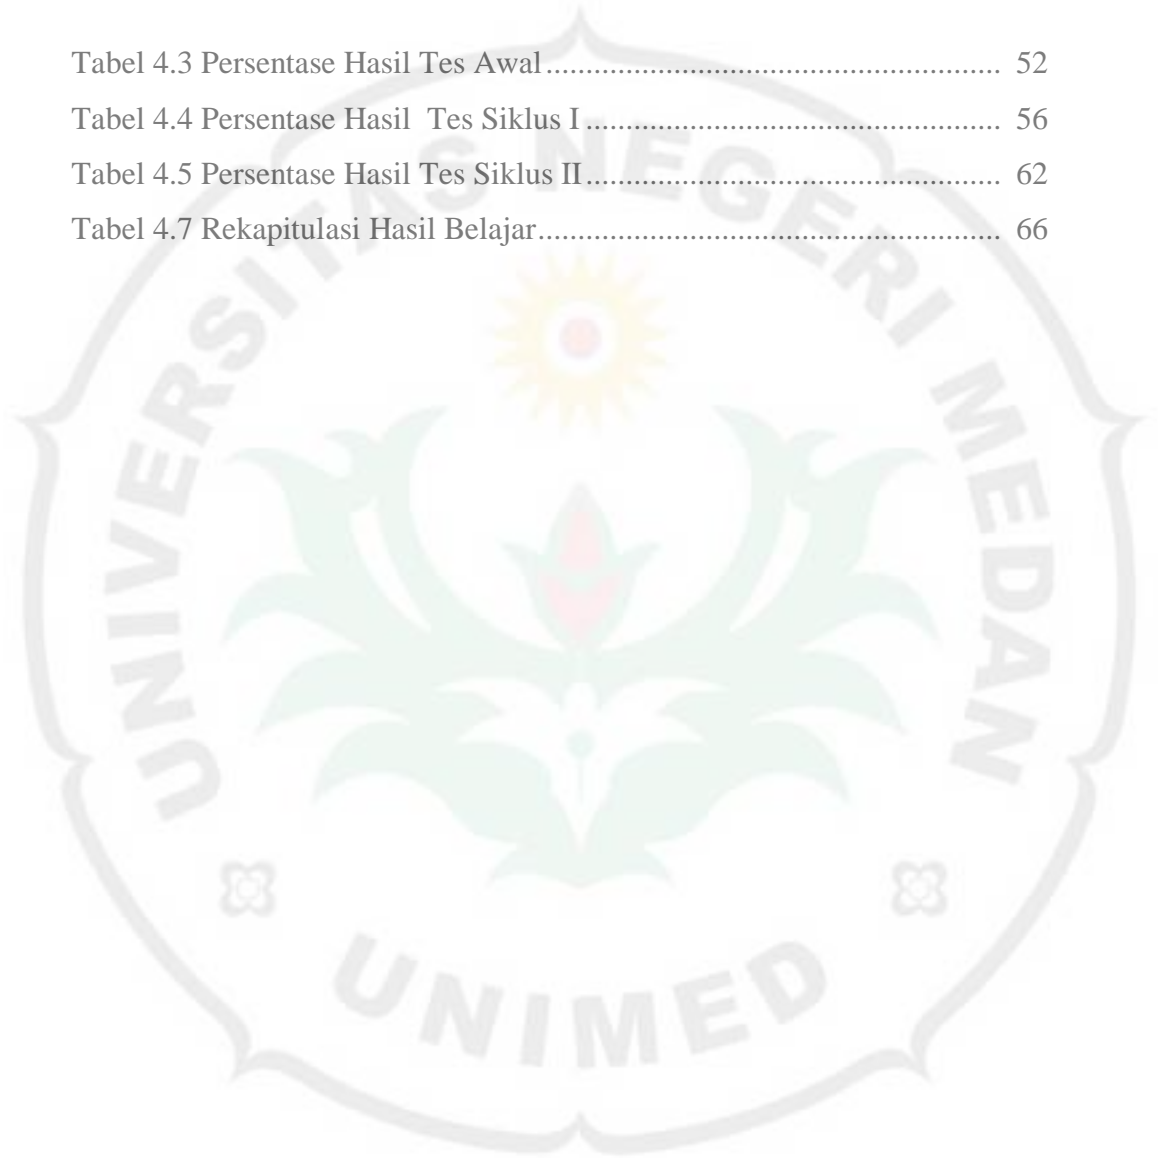 Tabel 4.3 Persentase Hasil Tes Awal........................................................ 52
Tabel 4.4 Persentase Hasil  Tes Siklus I................................................... 56
Tabel 4.5 Persentase Hasil Tes Siklus II................................................... 62
Tabel 4.7 Rekapitulasi Hasil Belajar......................................................... 66
UNIVERSITAS NEGERI MEDAN
UNIMED